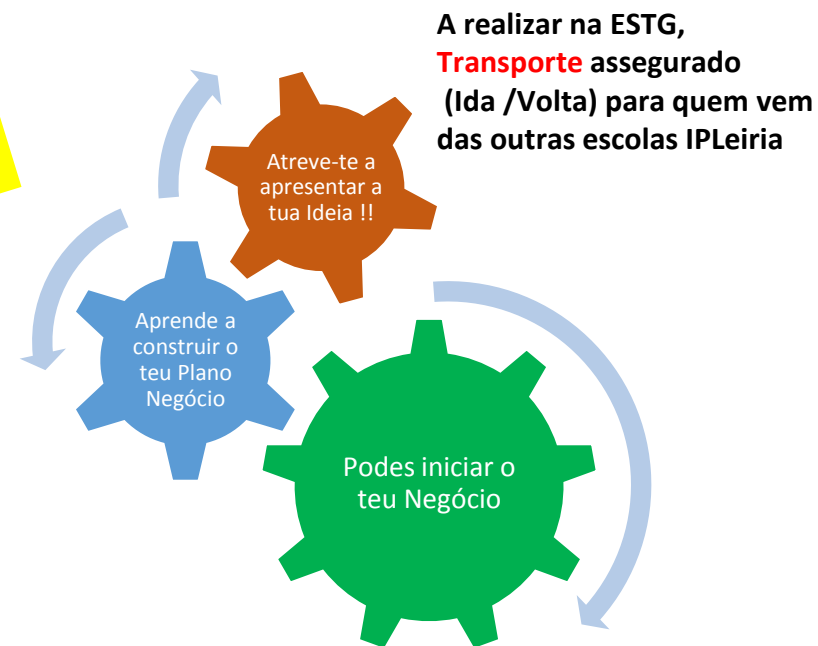 A realizar na ESTG,
Transporte assegurado
(Ida /Volta) para quem vem
das outras escolas IPLeiria
Atreve-te a
apresentar a
tua Ideia !!
Aprende a
construir o
teu Plano
Negócio
Podes iniciar o
teu Negócio